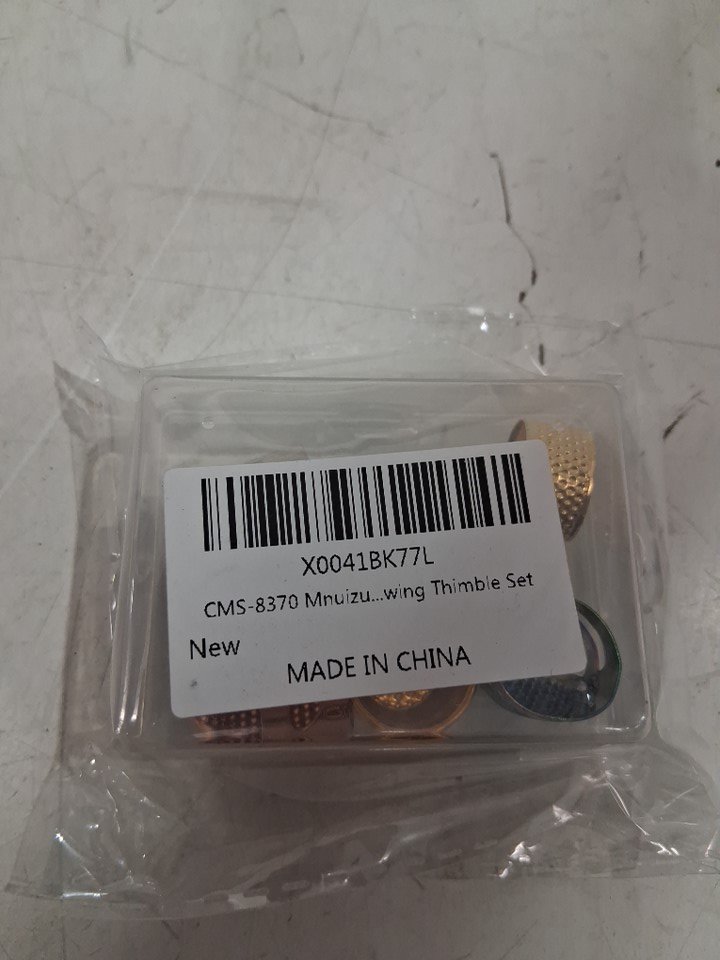 X0041BK77L
CMS-8370 Mnuizu...wing Thimble Set
New
MADE IN CHINA